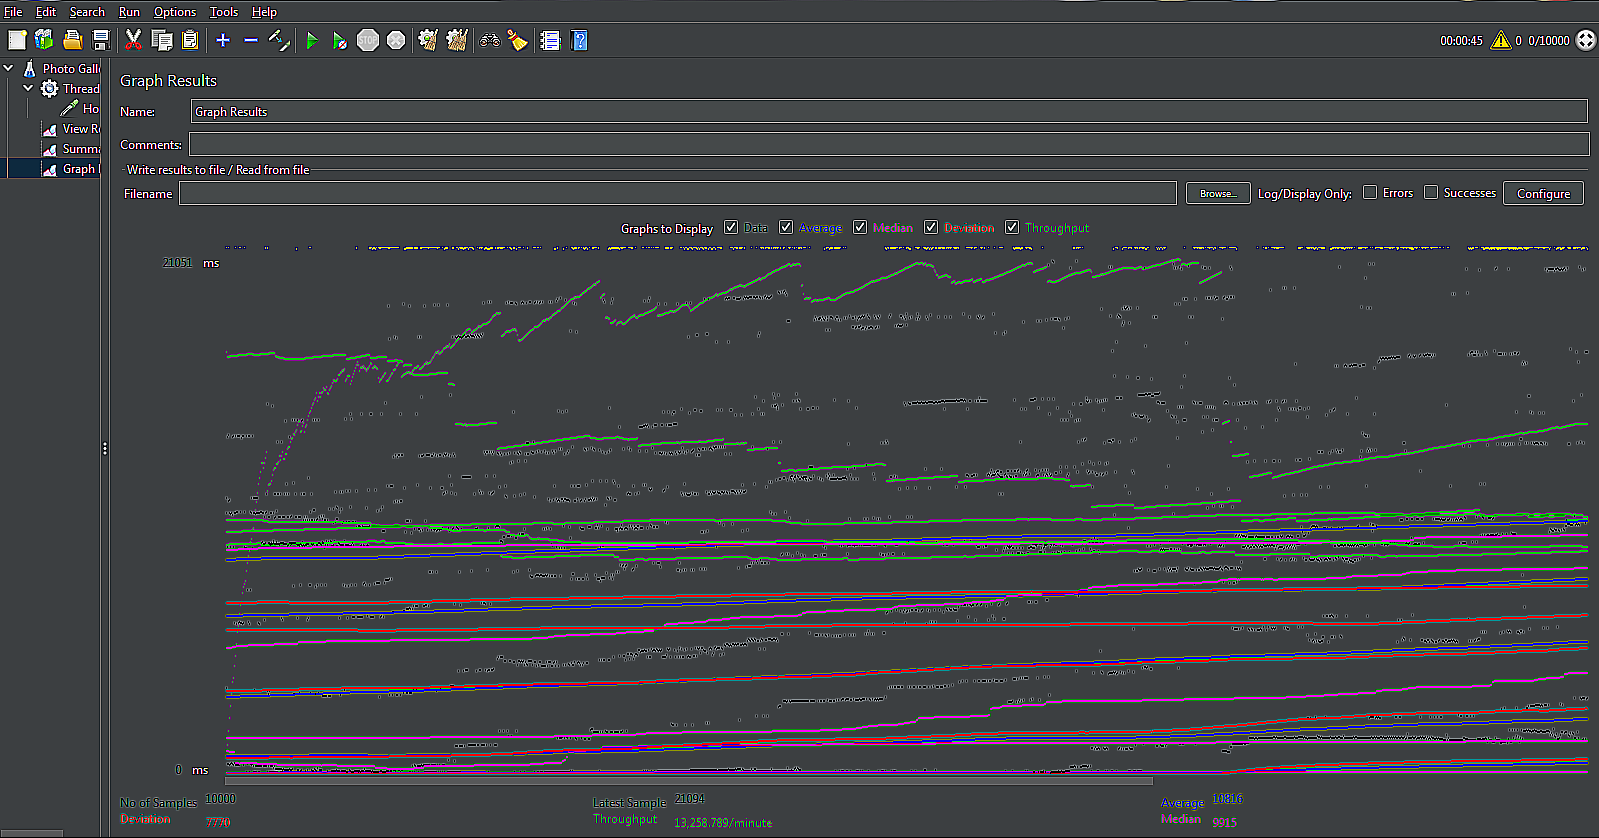 File Edit Search Run Options Tools Help
STOP
00:00:45 0 0/10000
Photo Gall
Thread
Ho
View R
Summa
Graph
Graph Results
Name: Graph Results
Comments:
Write results to file / Read from file
Filename Browse... Log/Display Only: Errors Successes Configure
Graphs to Display Data Average Median Deviation Throughput
21051 ms
0 ms
No of Samples 10000 Latest Sample 21094 Average 10816
Deviation 7770 Throughput 13,258.789/minute Median 9915